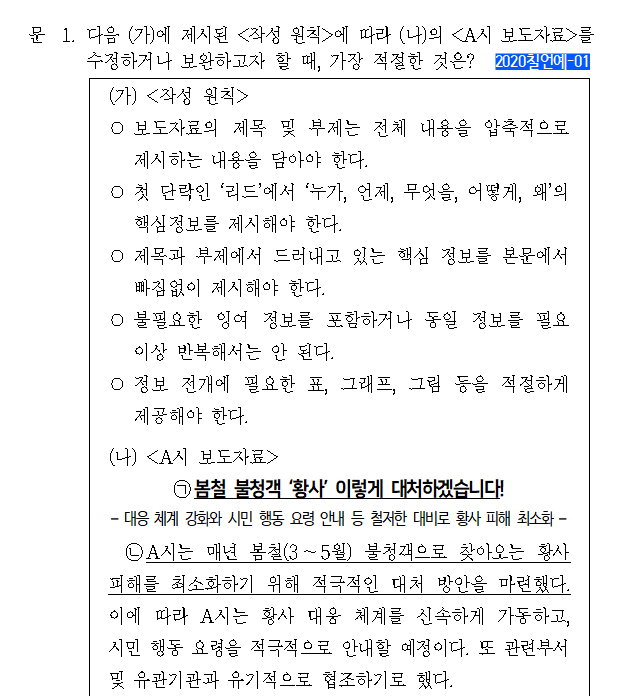 문 1. 다음 (가)에 제시된 <작성 원칙>에 따라 (나)의 <A시 보도자료>를
수정하거나 보완하고자 할 때, 가장 적절한 것은? 2020칠언예-01
(가) <작성 원칙>
○ 보도자료의 제목 및 부제는 전체 내용을 압축적으로
제시하는 내용을 담아야 한다.
○ 첫 단락인 ‘리드’에서 ‘누가, 언제, 무엇을, 어떻게, 왜’의
핵심정보를 제시해야 한다.
○ 제목과 부제에서 드러내고 있는 핵심 정보를 본문에서
빠짐없이 제시해야 한다.
○ 불필요한 잉여 정보를 포함하거나 동일 정보를 필요
이상 반복해서는 안 된다.
○ 정보 전개에 필요한 표, 그래프, 그림 등을 적절하게
제공해야 한다.
(나) <A시 보도자료>
㉠봄철 불청객 ‘황사’ 이렇게 대처하겠습니다!
- 대응 체계 강화와 시민 행동 요령 안내 등 철저한 대비로 황사 피해 최소화 -
㉡A시는 매년 봄철(3～5월) 불청객으로 찾아오는 황사
피해를 최소화하기 위해 적극적인 대처 방안을 마련했다.
이에 따라 A시는 황사 대응 체계를 신속하게 가동하고,
시민 행동 요령을 적극적으로 안내할 예정이다. 또 관련부서
및 유관기관과 유기적으로 협조하기로 했다.